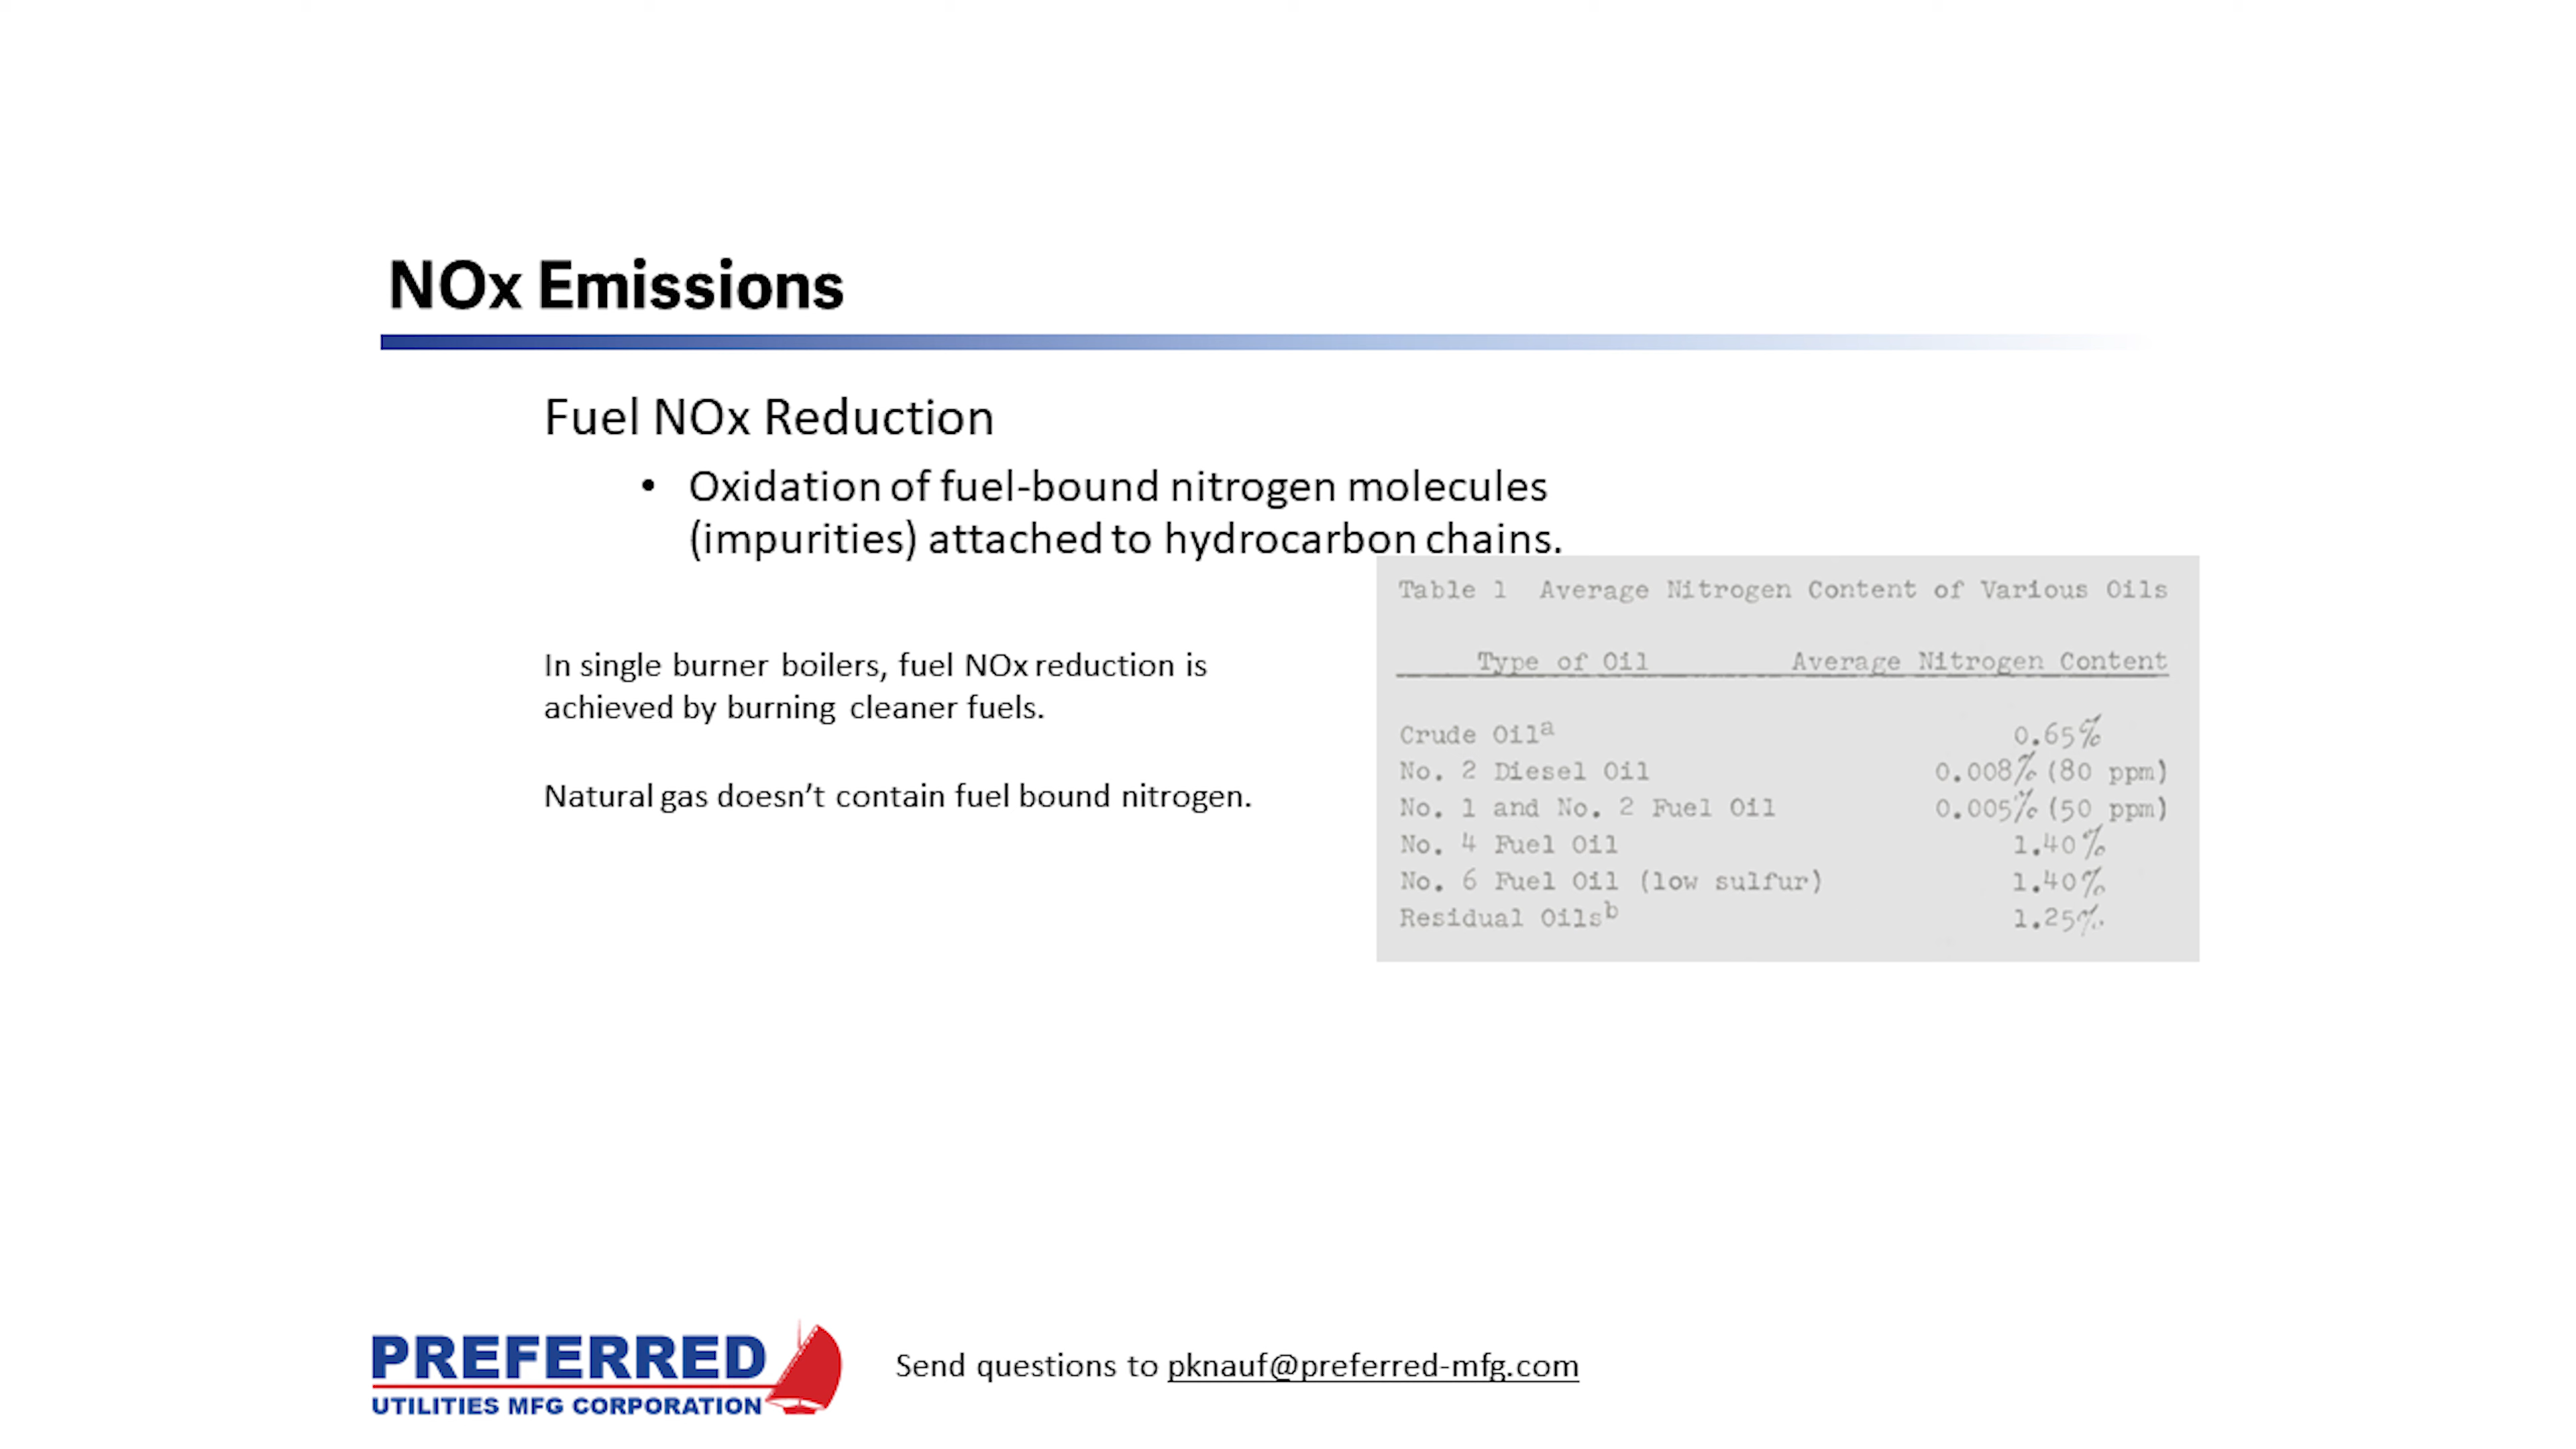 NOx Emissions
Fuel NOx Reduction
• Oxidation of fuel-bound nitrogen molecules
(impurities) attached to hydrocarbon chains.
In single burner boilers, fuel NOx reduction is
achieved by burning cleaner fuels.
Natural gas doesn’t contain fuel bound nitrogen.
Table 1 Average Nitrogen Content of Various Oils
Type of Oil Average Nitrogen Content
Crude Oilᵃ 0.65%
No. 2 Diesel Oil 0.008% (80 ppm)
No. 1 and No. 2 Fuel Oil 0.005% (50 ppm)
No. 4 Fuel Oil 1.40%
No. 6 Fuel Oil (low sulfur) 1.40%
Residual Oilsᵇ 1.25%
PREFERRED
UTILITIES MFG CORPORATION
Send questions to pknauf@preferred-mfg.com